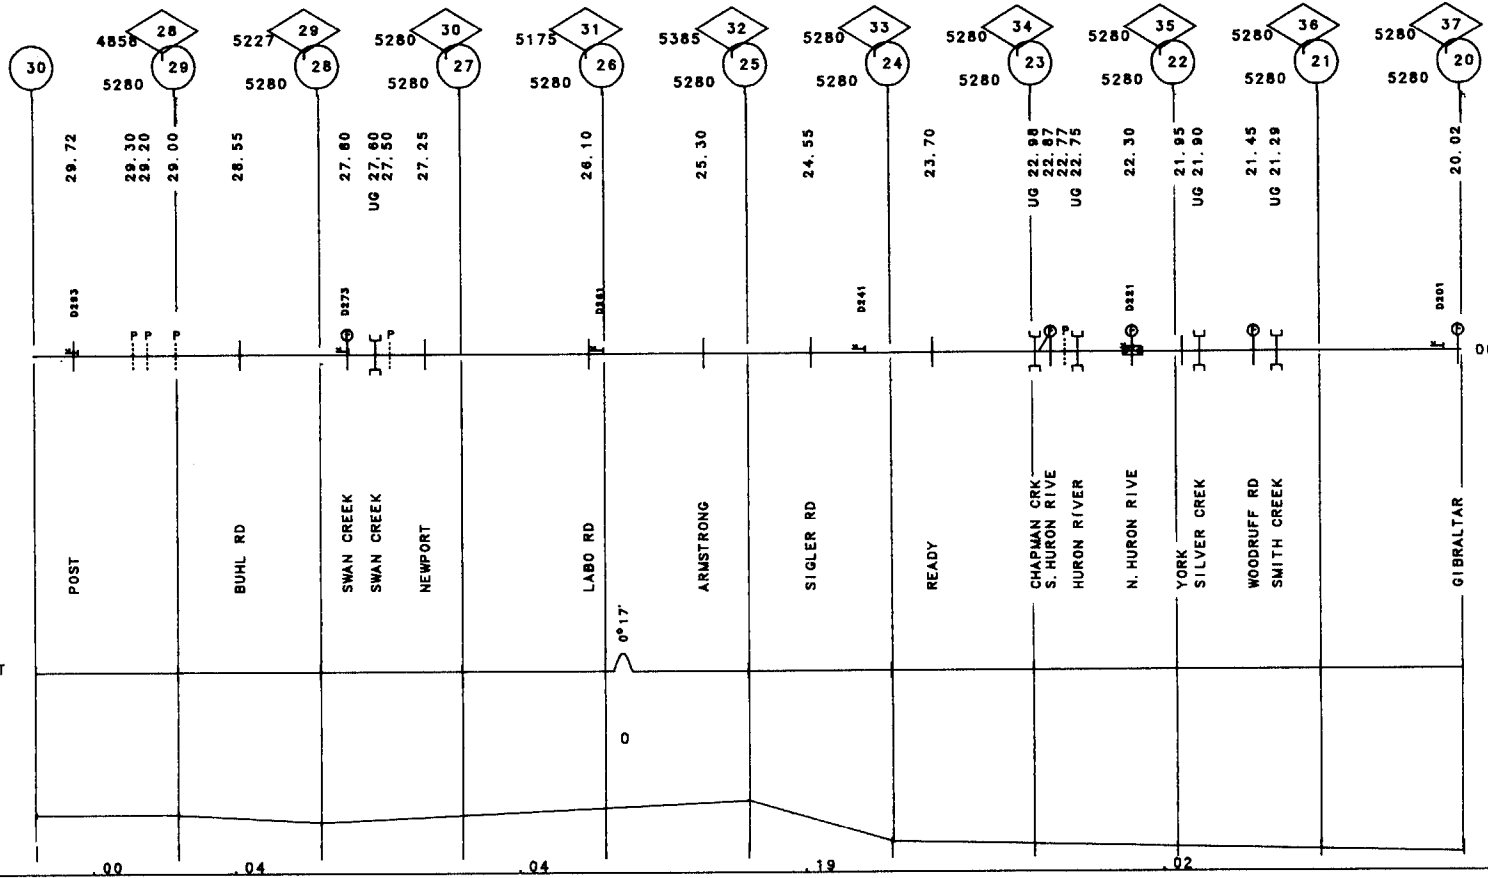 28 29 30 31 32 33 34 35 36 37
4858 5227 5280 5175 5385 5280 5280 5280 5280 5280
30 29 28 27 26 25 24 23 22 21 20
5280 5280 5280 5280 5280 5280 5280 5280 5280 5280
29.72
29.30
29.20
29.00
28.55
27.80
UG 27.60
27.50
27.25
26.10
25.30
24.55
23.70
UG 22.98
22.87
22.77
UG 22.75
22.30
21.95
UG 21.90
21.45
UG 21.29
20.02
D293
D273
D261
D241
D221
D201
P P P P P P P P P
POST
BUHL RD
SWAN CREEK
SWAN CREEK
NEWPORT
LABO RD
ARMSTRONG
SIGLER RD
READY
CHAPMAN CRK
S. HURON RIVE
HURON RIVER
N. HURON RIVE
YORK
SILVER CREK
WOODRUFF RD
SMITH CREEK
GIBRALTAR
T
0°17'
0
.00 .04 .04 .19 .02